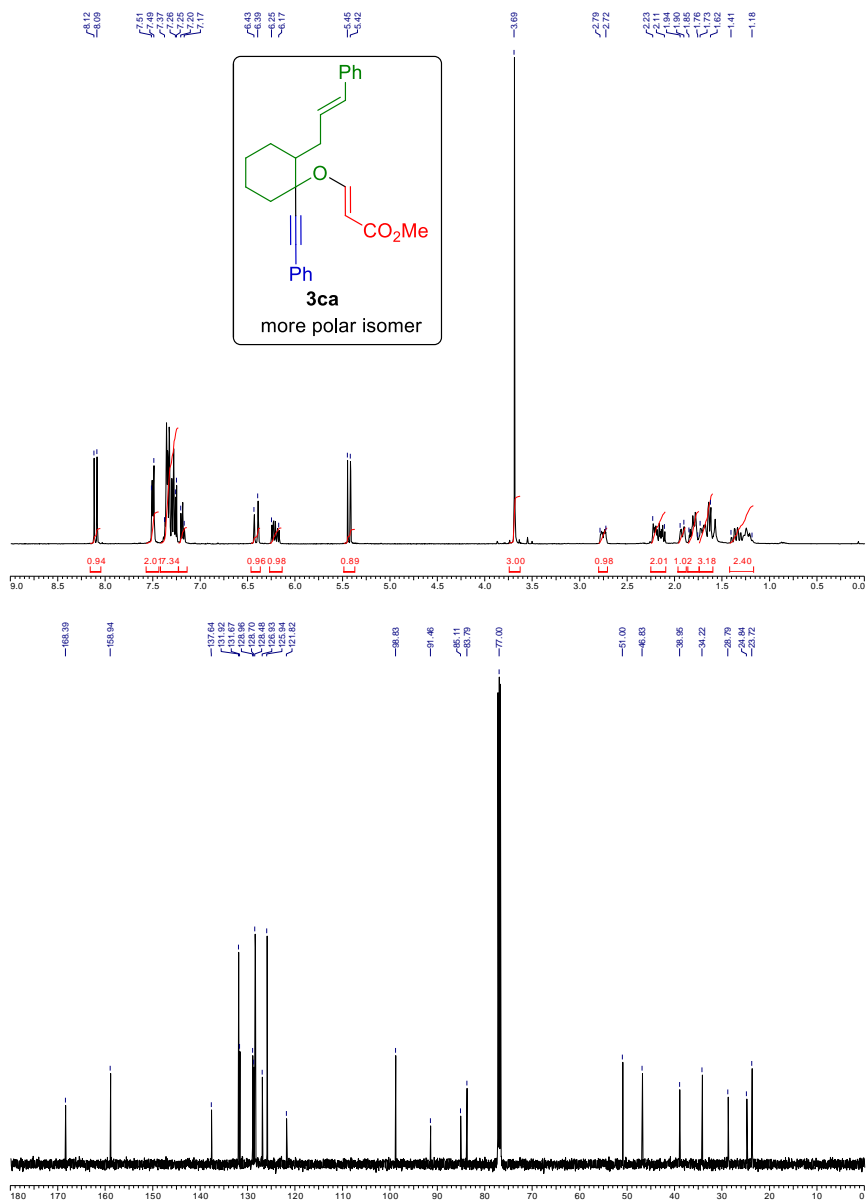 8.12 8.09 7.51 7.49 7.37 7.26 7.25 7.20 7.17 6.43 6.39 6.25 6.17 5.45 5.42 3.69 2.79 2.72 2.23 2.11 1.94 1.90 1.85 1.76 1.73 1.62 1.41 1.18
Ph
O
CO₂Me
Ph
3ca
more polar isomer
0.94 2.01 7.34 0.96 0.98 0.89 3.00 0.98 2.01 1.02 3.18 2.40
9.0 8.5 8.0 7.5 7.0 6.5 6.0 5.5 5.0 4.5 4.0 3.5 3.0 2.5 2.0 1.5 1.0 0.5 0.0
168.39 158.94 137.64 131.92 131.67 128.96 128.70 128.48 126.93 125.94 121.82 98.83 91.46 85.11 83.79 77.00 51.00 46.83 38.95 34.22 28.79 24.84 23.72
180 170 160 150 140 130 120 110 100 90 80 70 60 50 40 30 20 10 0